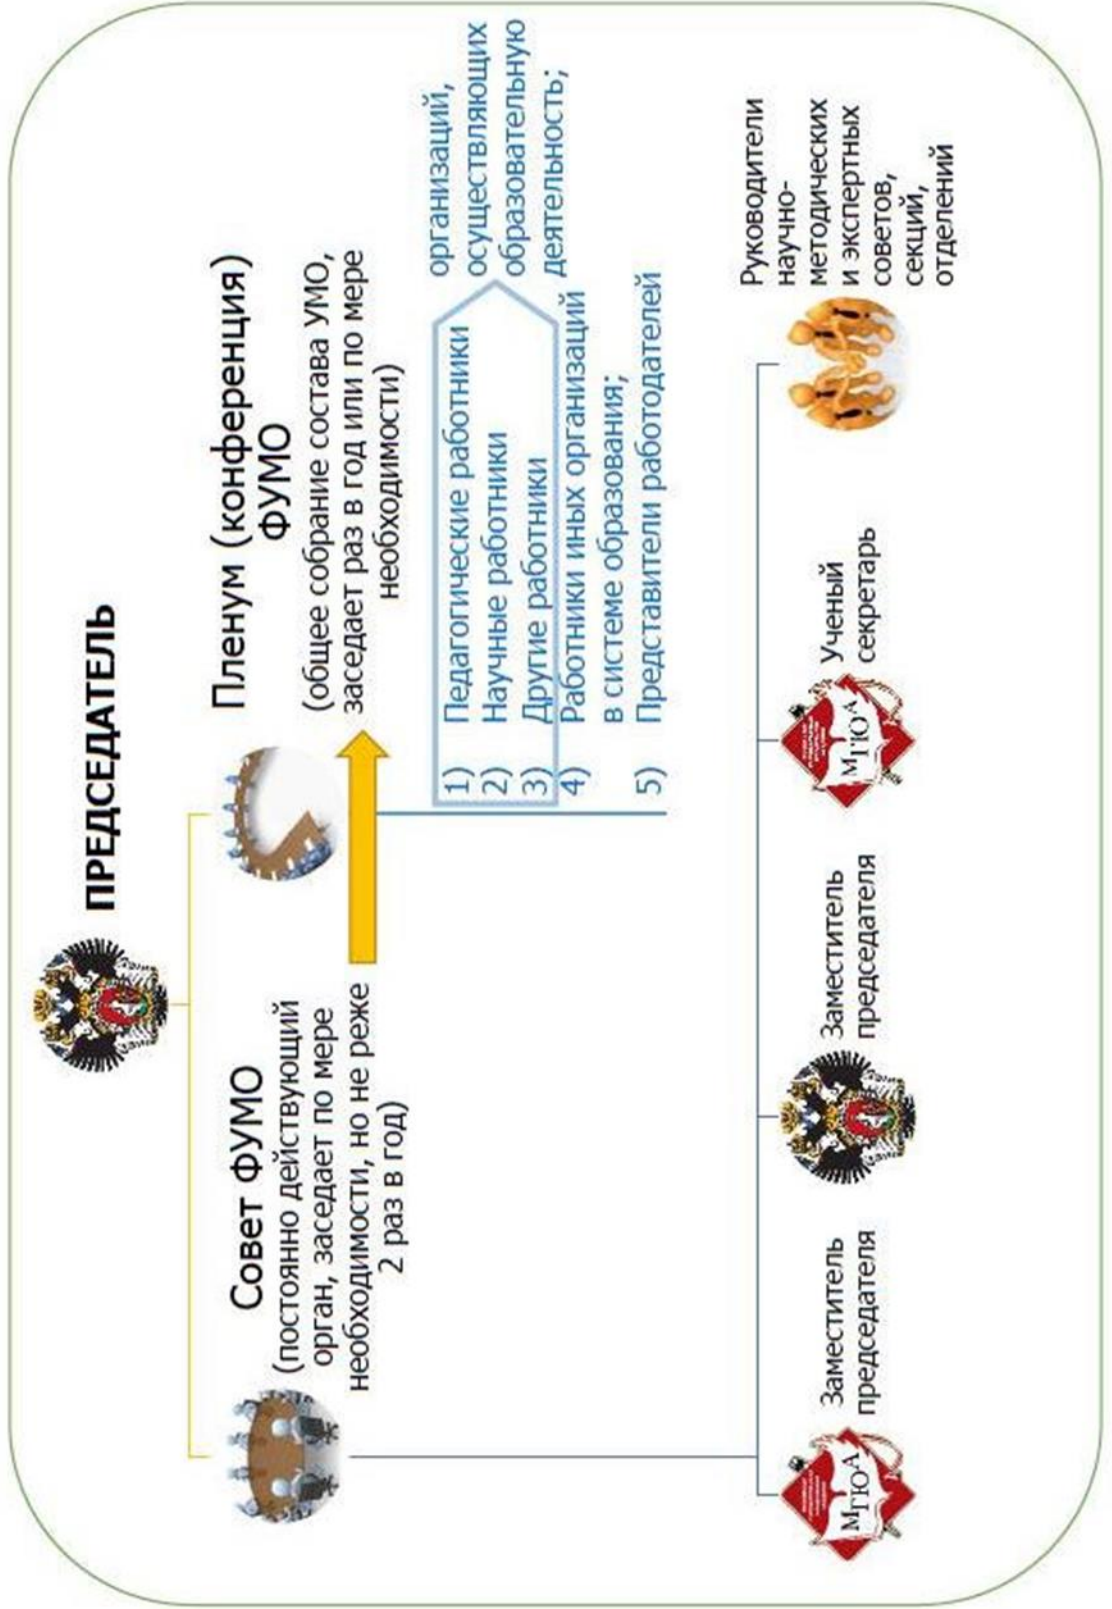 ПРЕДСЕДАТЕЛЬ
Совет ФУМО
(постоянно действующий
орган, заседает по мере
необходимости, но не реже
2 раз в год)
Пленум (конференция)
ФУМО
(общее собрание состава УМО,
заседает раз в год или по мере
необходимости)
1) Педагогические работники
2) Научные работники
3) Другие работники
4) Работники иных организаций
в системе образования;
5) Представители работодателей
организаций,
осуществляющих
образовательную
деятельность;
МГЮА
Заместитель
председателя
Заместитель
председателя
МГЮА
Ученый
секретарь
Руководители
научно-
методических
и экспертных
советов,
секций,
отделений